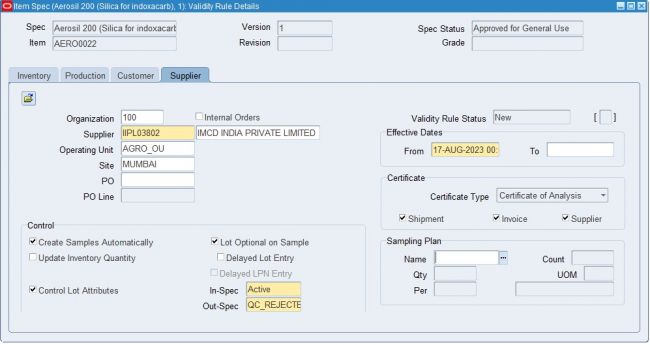 Item Spec (Aerosil 200 (Silica for indoxacarb), 1): Validity Rule Details
Spec Aerosil 200 (Silica for indoxacarb Version 1 Spec Status Approved for General Use
Item AERO0022 Revision Grade
Inventory Production Customer Supplier
Organization 100 Internal Orders
Supplier IIPL03802 IMCD INDIA PRIVATE LIMITED
Operating Unit AGRO_OU
Site MUMBAI
PO
PO Line
Validity Rule Status New [ ]
Effective Dates
From 17-AUG-2023 00: To
Certificate
Certificate Type Certificate of Analysis
Shipment Invoice Supplier
Control
Create Samples Automatically Lot Optional on Sample
Update Inventory Quantity Delayed Lot Entry
Delayed LPN Entry
Control Lot Attributes In-Spec Active
Out-Spec QC_REJECTE
Sampling Plan
Name ... Count
Qty UOM
Per